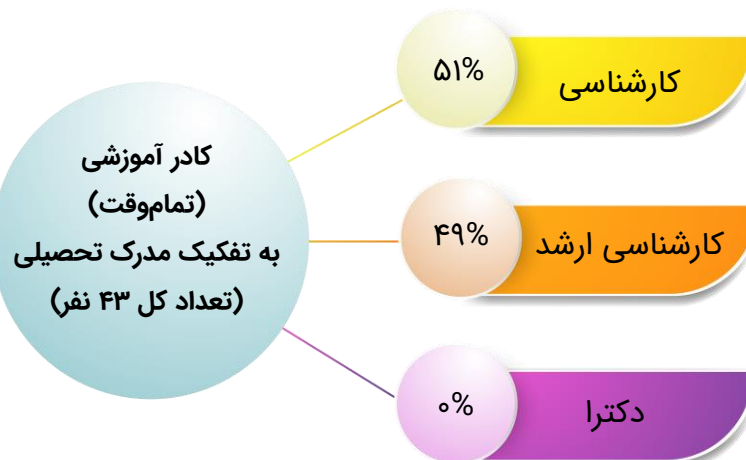 کادر آموزشی
(تمام‌وقت)
به تفکیک مدرک تحصیلی
(تعداد کل ۴۳ نفر)
۵۱%
کارشناسی
۴۹%
کارشناسی ارشد
۰%
دکترا